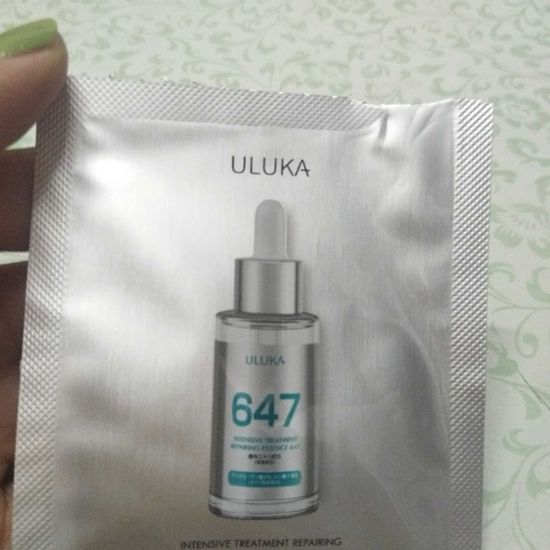 ULUKA
ULUKA
647
INTENSIVE TREATMENT
REPAIRING ESSENCE 647
INTENSIVE TREATMENT REPAIRING